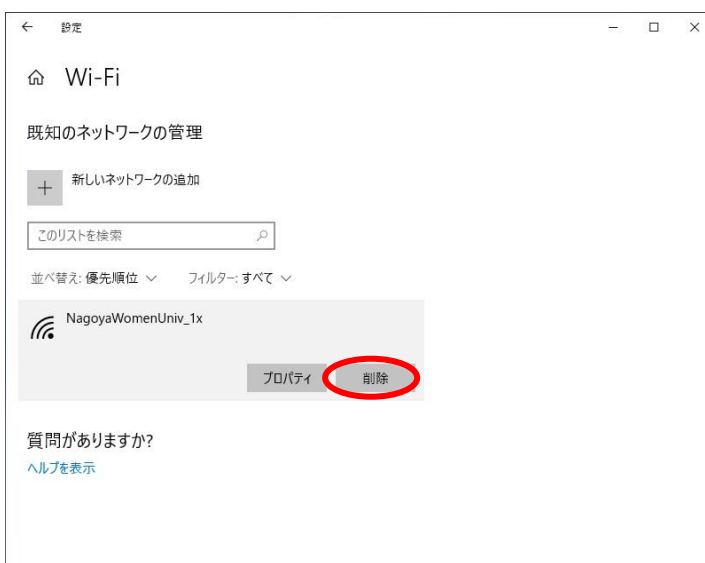 設定
Wi-Fi
既知のネットワークの管理
新しいネットワークの追加
このリストを検索
並べ替え: 優先順位 フィルター: すべて
NagoyaWomenUniv_1x
プロパティ 削除
質問がありますか?
ヘルプを表示